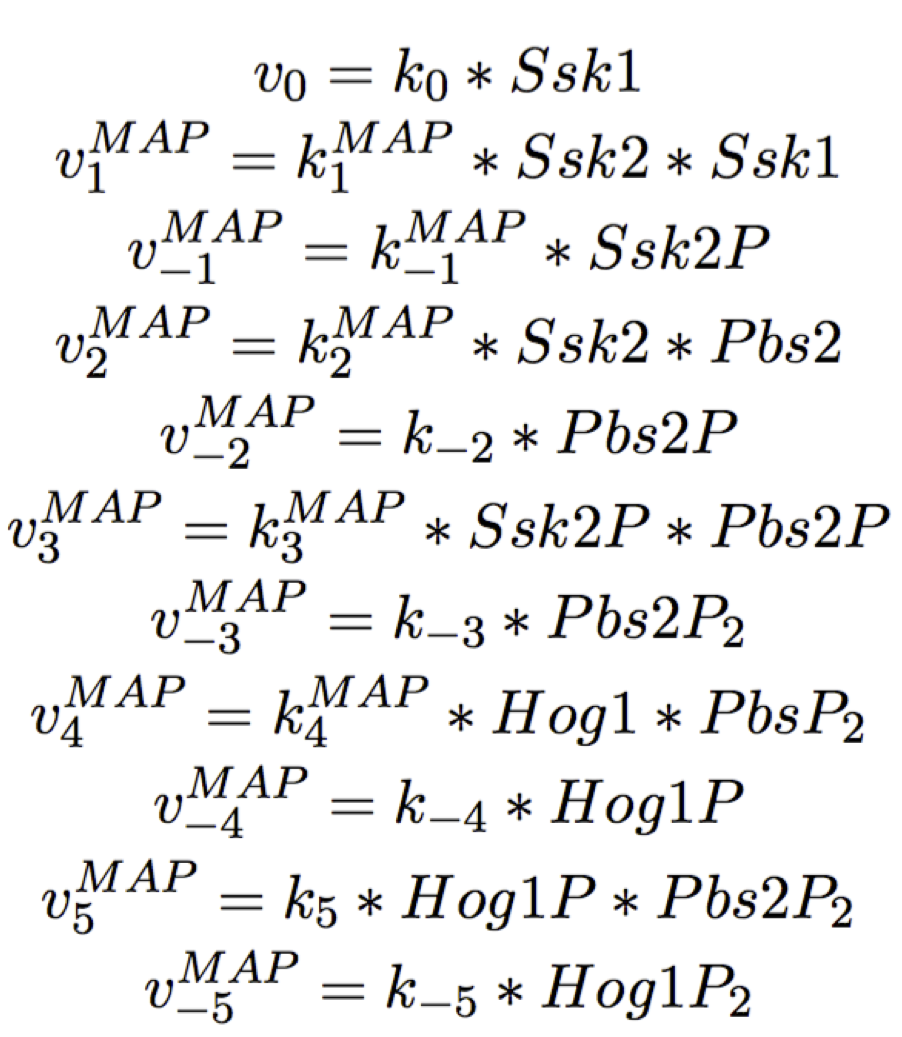 v_0 = k_0 * Ssk1
v_1^{MAP} = k_1^{MAP} * Ssk2 * Ssk1
v_{-1}^{MAP} = k_{-1}^{MAP} * Ssk2P
v_2^{MAP} = k_2^{MAP} * Ssk2 * Pbs2
v_{-2}^{MAP} = k_{-2} * Pbs2P
v_3^{MAP} = k_3^{MAP} * Ssk2P * Pbs2P
v_{-3}^{MAP} = k_{-3} * Pbs2P_2
v_4^{MAP} = k_4^{MAP} * Hog1 * PbsP_2
v_{-4}^{MAP} = k_{-4} * Hog1P
v_5^{MAP} = k_5 * Hog1P * Pbs2P_2
v_{-5}^{MAP} = k_{-5} * Hog1P_2